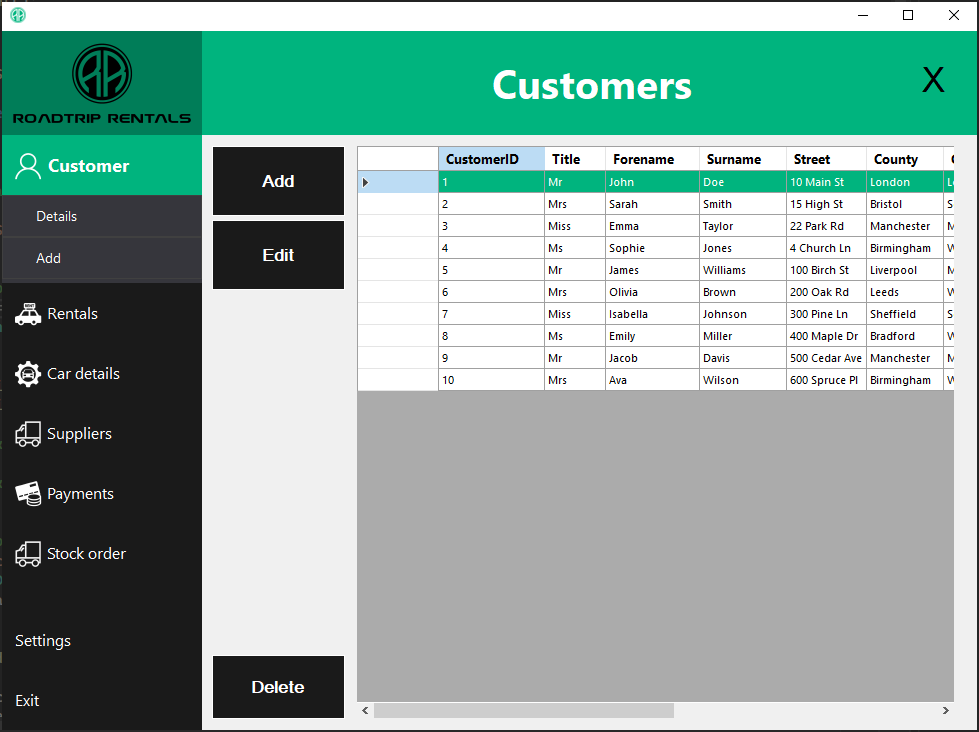 Customers
X
ROADTRIP RENTALS
Customer
Details
Add
Rentals
Car details
Suppliers
Payments
Stock order
Settings
Exit
Add
Edit
Delete
CustomerID Title Forename Surname Street County
1 Mr John Doe 10 Main St London
2 Mrs Sarah Smith 15 High St Bristol
3 Miss Emma Taylor 22 Park Rd Manchester
4 Ms Sophie Jones 4 Church Ln Birmingham
5 Mr James Williams 100 Birch St Liverpool
6 Mrs Olivia Brown 200 Oak Rd Leeds
7 Miss Isabella Johnson 300 Pine Ln Sheffield
8 Ms Emily Miller 400 Maple Dr Bradford
9 Mr Jacob Davis 500 Cedar Ave Manchester
10 Mrs Ava Wilson 600 Spruce Pl Birmingham